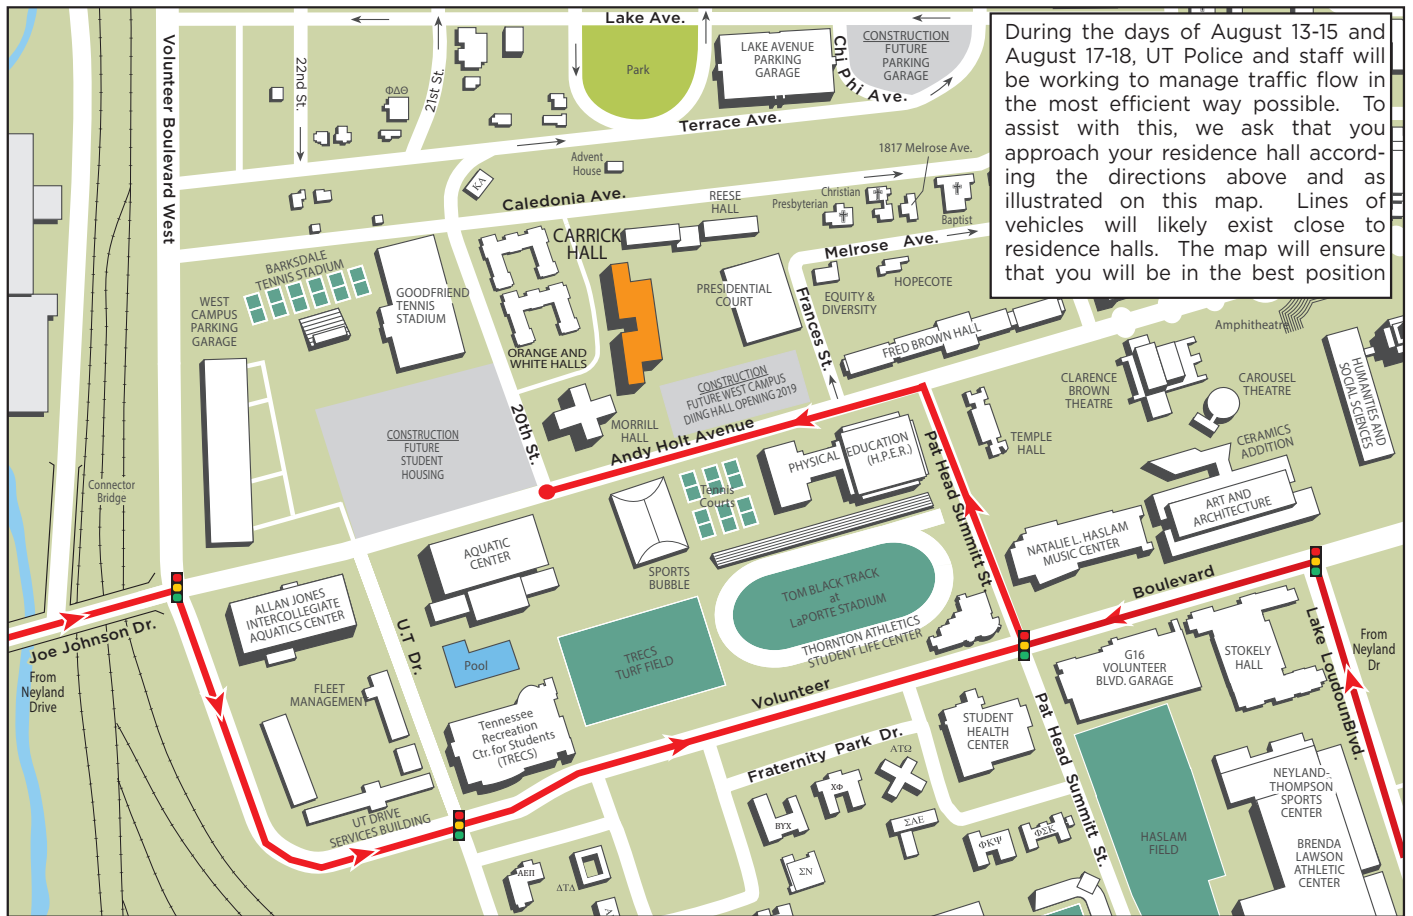 Lake Ave.
During the days of August 13-15 and
August 17-18, UT Police and staff will
be working to manage traffic flow in
the most efficient way possible. To
assist with this, we ask that you
approach your residence hall accord-
ing the directions above and as
illustrated on this map. Lines of
vehicles will likely exist close to
residence halls. The map will ensure
that you will be in the best position
Volunteer Boulevard West
22nd St.
21st St.
ΦΔΘ
Park
LAKE AVENUE
PARKING
GARAGE
Chi Phi Ave.
CONSTRUCTION
FUTURE
PARKING
GARAGE
Terrace Ave.
Advent
House
KA
1817 Melrose Ave.
Caledonia Ave.
REESE
HALL
Christian
Presbyterian
Baptist
CARRICK
HALL
Melrose Ave.
BARKSDALE
TENNIS STADIUM
WEST
CAMPUS
PARKING
GARAGE
GOODFRIEND
TENNIS
STADIUM
PRESIDENTIAL
COURT
Frances St.
EQUITY &
DIVERSITY
HOPECOTE
FRED BROWN HALL
Amphitheatre
ORANGE AND
WHITE HALLS
CONSTRUCTION
FUTURE WEST CAMPUS
DIING HALL OPENING 2019
CLARENCE
BROWN
THEATRE
CAROUSEL
THEATRE
HUMANITIES AND
SOCIAL SCIENCES
20th St.
MORRILL
HALL
Andy Holt Avenue
CONSTRUCTION
FUTURE
STUDENT
HOUSING
PHYSICAL EDUCATION
(H.P.E.R.)
Pat Head Summitt St.
TEMPLE
HALL
CERAMICS
ADDITION
Connector
Bridge
Tennis
Courts
ART AND
ARCHITECTURE
AQUATIC
CENTER
SPORTS
BUBBLE
NATALIE L. HASLAM
MUSIC CENTER
TOM BLACK TRACK
at
LaPORTE STADIUM
Boulevard
ALLAN JONES
INTERCOLLEGIATE
AQUATICS CENTER
Joe Johnson Dr.
From
Neyland
Drive
U.T Dr.
THORNTON ATHLETICS
STUDENT LIFE CENTER
Lake LoudounBlvd.
From
Neyland
Dr
Pool
TRECS
TURF FIELD
G16
VOLUNTEER
BLVD. GARAGE
STOKELY
HALL
FLEET
MANAGEMENT
Volunteer
Tennessee
Recreation
Ctr. for Students
(TRECS)
STUDENT
HEALTH
CENTER
Pat Head Summitt St.
Fraternity Park Dr.
ATΩ
ΧΦ
NEYLAND-
THOMPSON
SPORTS
CENTER
UT DRIVE
SERVICES BUILDING
BYX
ΣAE
ΦKΨ
ΦΣK
HASLAM
FIELD
BRENDA
LAWSON
ATHLETIC
CENTER
AEΠ
ΔTΔ
ΣN